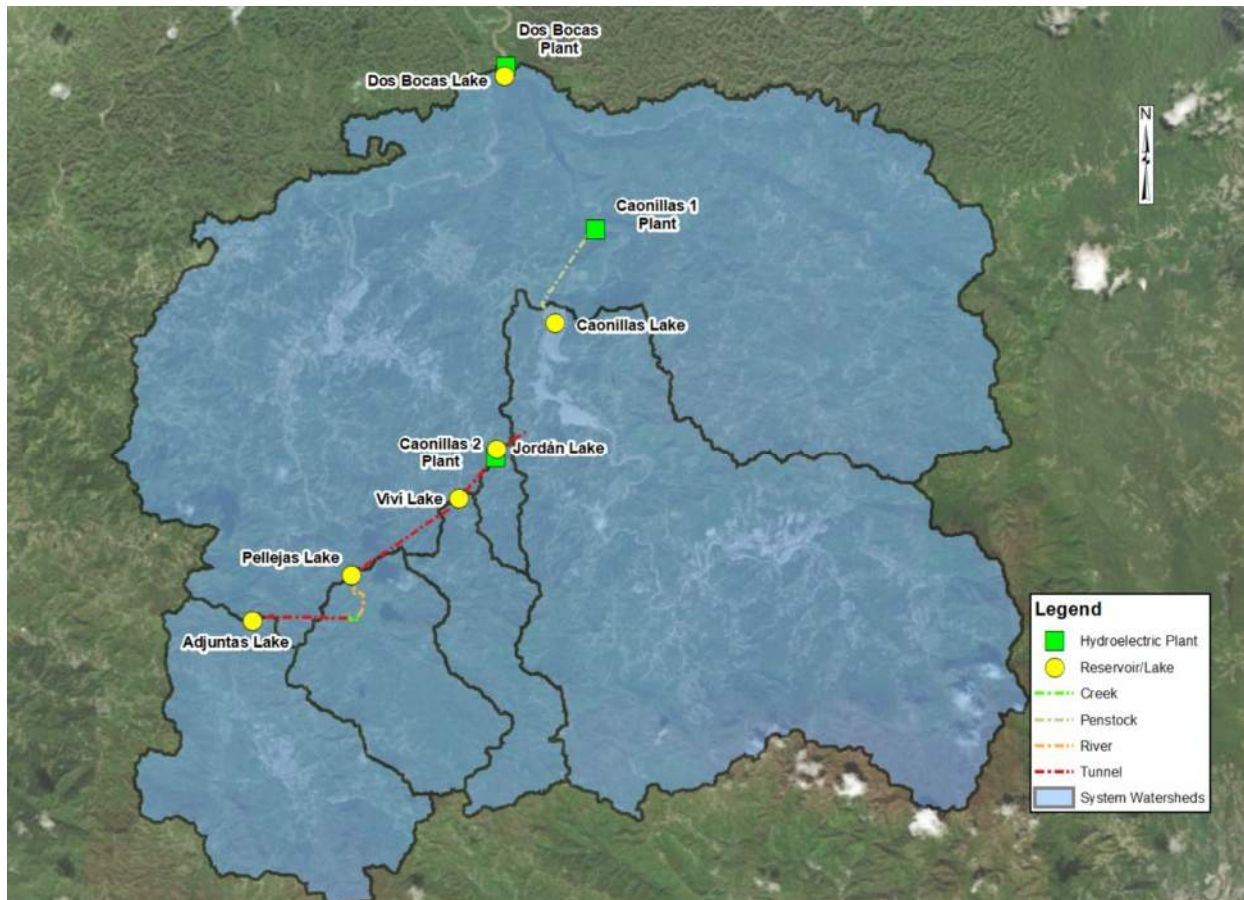 Dos Bocas
Plant
Dos Bocas Lake
N
Caonillas 1
Plant
Caonillas Lake
Caonillas 2
Plant
Jordán Lake
Vivi Lake
Pellejas Lake
Adjuntas Lake
Legend
Hydroelectric Plant
Reservoir/Lake
Creek
Penstock
River
Tunnel
System Watersheds